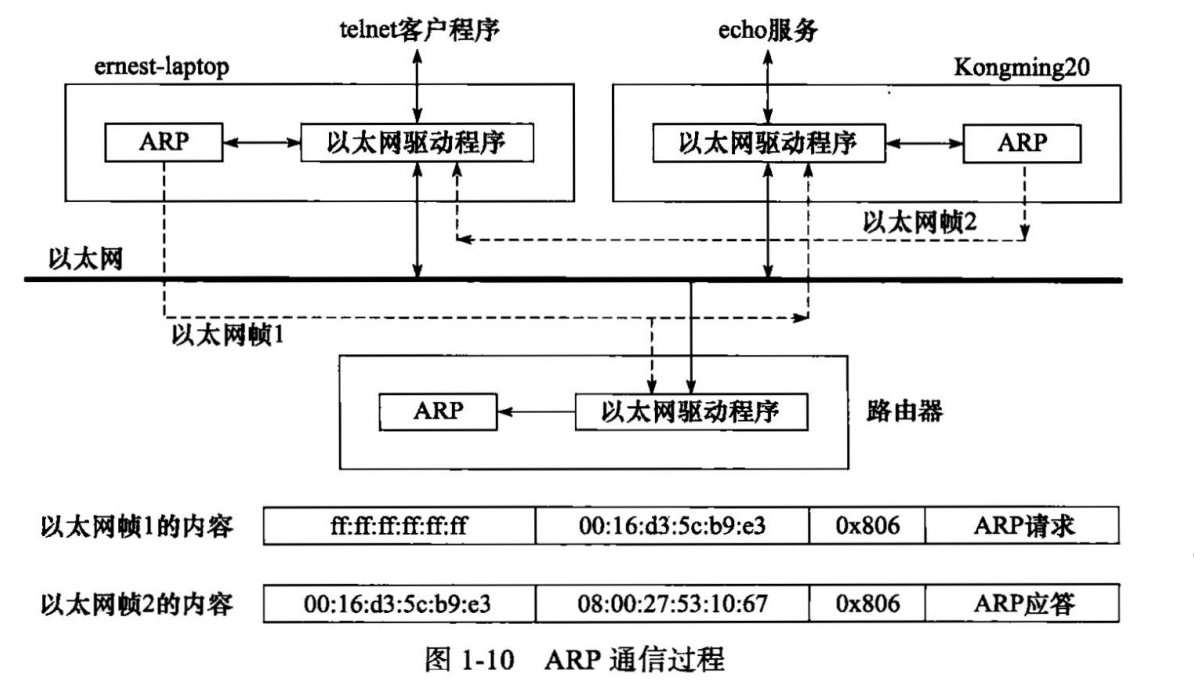 telnet客户程序 echo服务
ernest-laptop Kongming20
ARP 以太网驱动程序 以太网驱动程序 ARP
以太网帧2
以太网
以太网帧1
ARP 以太网驱动程序 路由器
以太网帧1的内容 ff:ff:ff:ff:ff:ff 00:16:d3:5c:b9:e3 0x806 ARP请求
以太网帧2的内容 00:16:d3:5c:b9:e3 08:00:27:53:10:67 0x806 ARP应答
图 1-10 ARP 通信过程